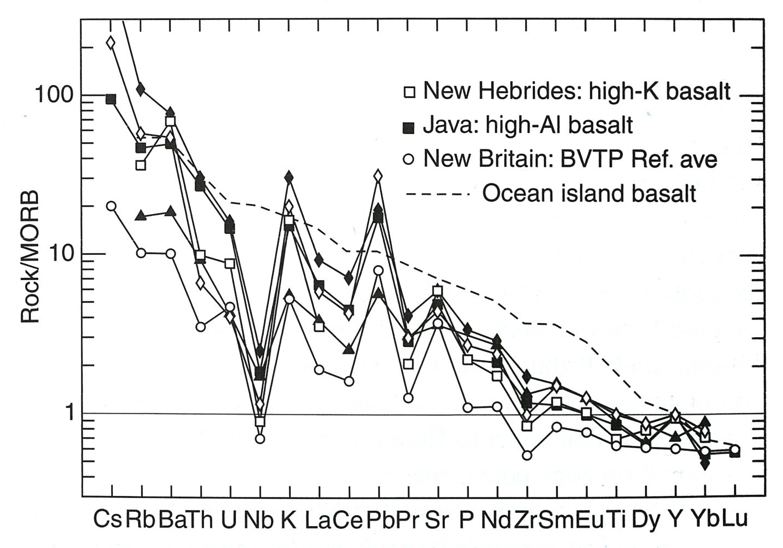 100
10
1
Rock/MORB
New Hebrides: high-K basalt
Java: high-Al basalt
New Britain: BVTP Ref. ave
Ocean island basalt
Cs Rb Ba Th U Nb K La Ce Pb Pr Sr P Nd Zr Sm Eu Ti Dy Y Yb Lu